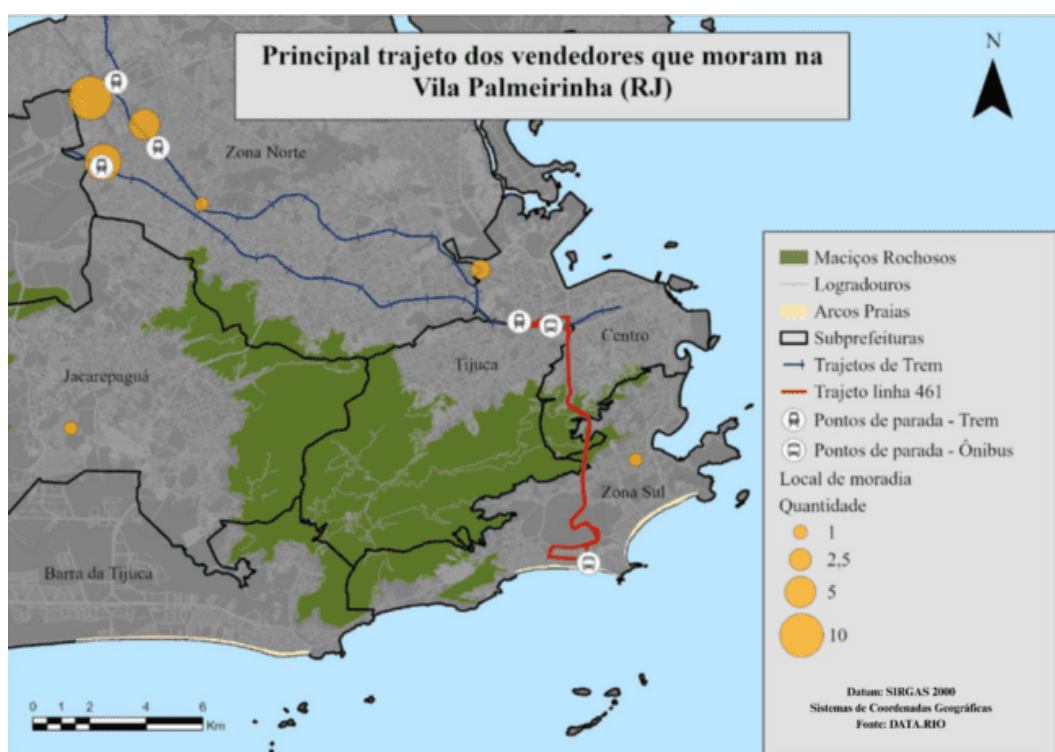 Principal trajeto dos vendedores que moram na
Vila Palmeirinha (RJ)
N
Zona Norte
Centro
Tijuca
Jacarepaguá
Zona Sul
Barra da Tijuca
Maciços Rochosos
Logradouros
Arcos Praias
Subprefeituras
Trajetos de Trem
Trajeto linha 461
Pontos de parada - Trem
Pontos de parada - Ônibus
Local de moradia
Quantidade
1
2,5
5
10
Datum: SIRGAS 2000
Sistemas de Coordenadas Geográficas
Fonte: DATA.RIO
0 1 2 4 6
Km